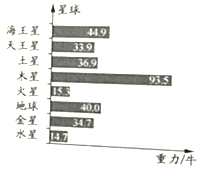 星球
海王星 44.9
天王星 33.9
土星 36.9
木星 93.5
火星 15.3
地球 40.0
金星 34.7
水星 14.7
重力/牛